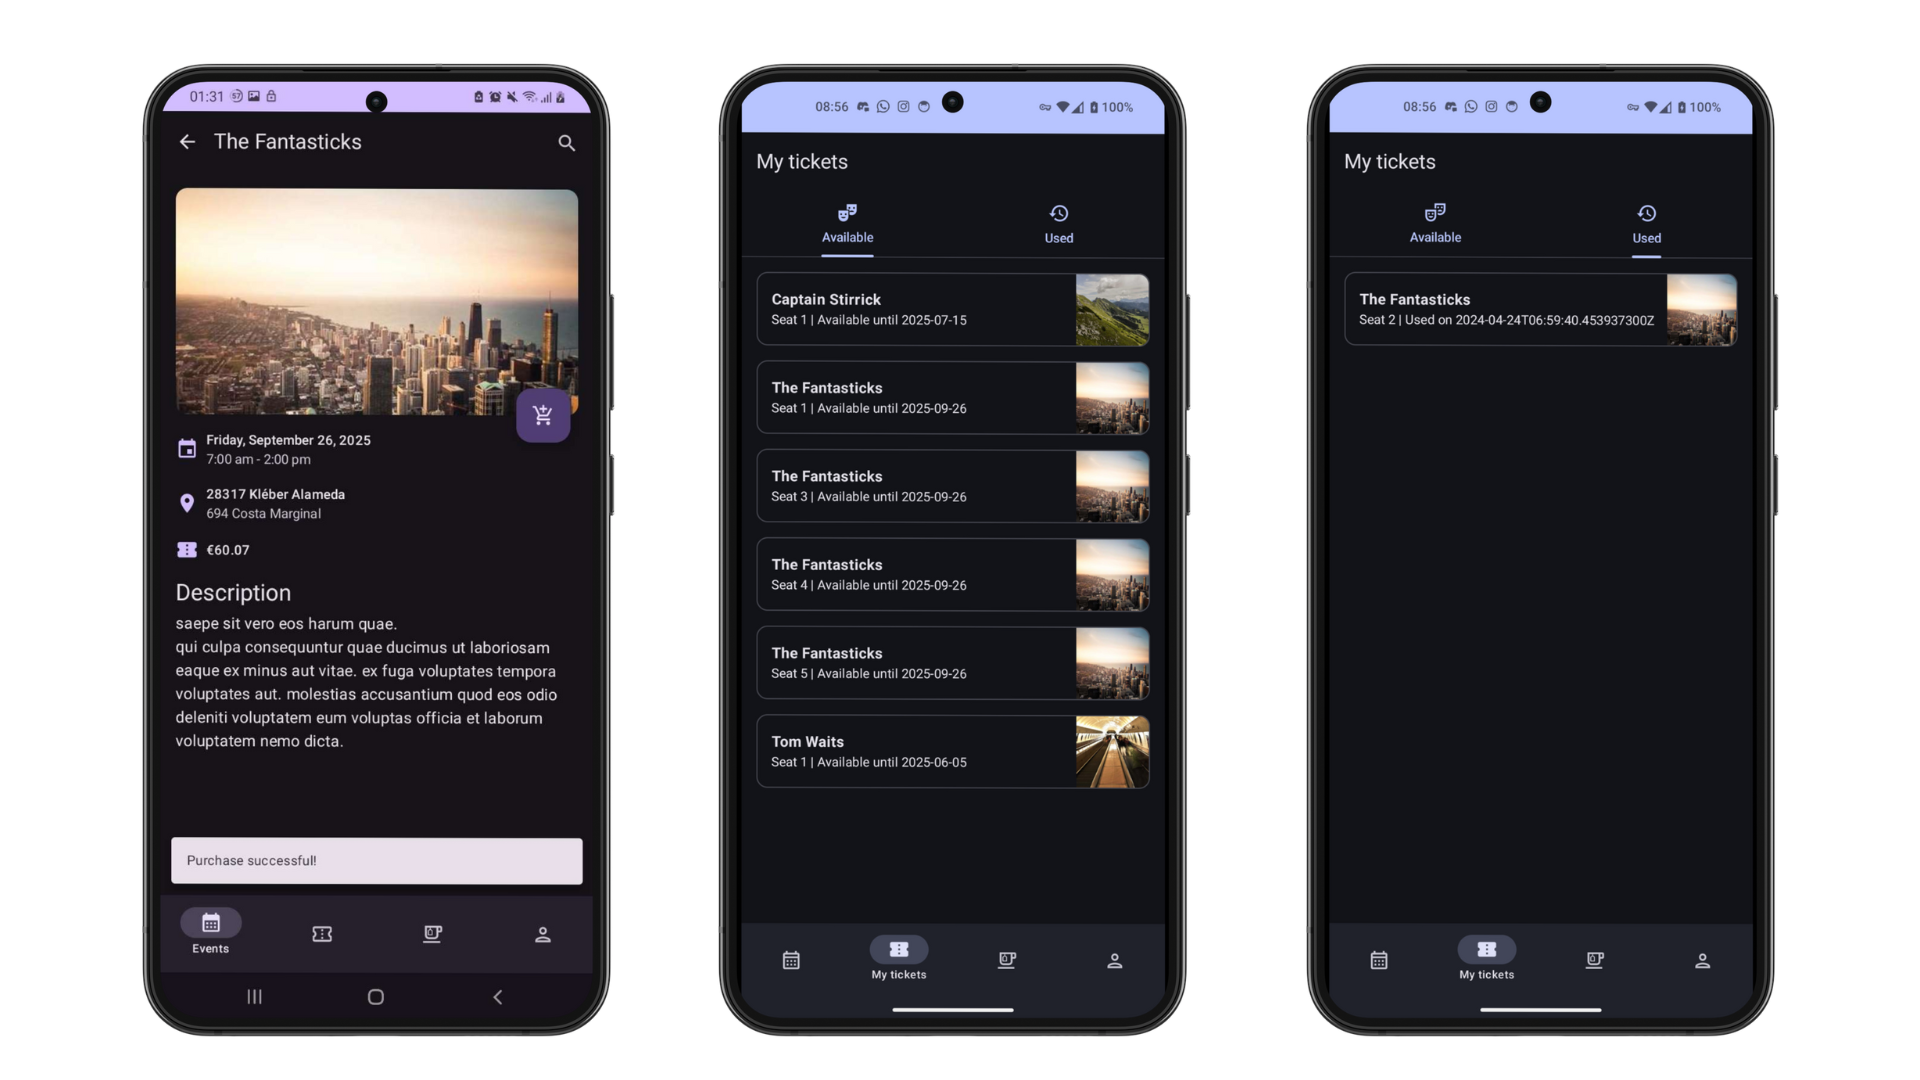 01:31
The Fantasticks
Friday, September 26, 2025
7:00 am - 2:00 pm
28317 Kléber Alameda
694 Costa Marginal
€60.07
Description
saepe sit vero eos harum quae.
qui culpa consequuntur quae ducimus ut laboriosam
eaque ex minus aut vitae. ex fuga voluptates tempora
voluptates aut. molestias accusantium quod eos odio
deleniti voluptatem eum voluptas officia et laborum
voluptatem nemo dicta.
Purchase successful!
Events
08:56 100%
My tickets
Available Used
Captain Stirrick
Seat 1 | Available until 2025-07-15
The Fantasticks
Seat 1 | Available until 2025-09-26
The Fantasticks
Seat 3 | Available until 2025-09-26
The Fantasticks
Seat 4 | Available until 2025-09-26
The Fantasticks
Seat 5 | Available until 2025-09-26
Tom Waits
Seat 1 | Available until 2025-06-05
My tickets
08:56 100%
My tickets
Available Used
The Fantasticks
Seat 2 | Used on 2024-04-24T06:59:40.453937300Z
My tickets